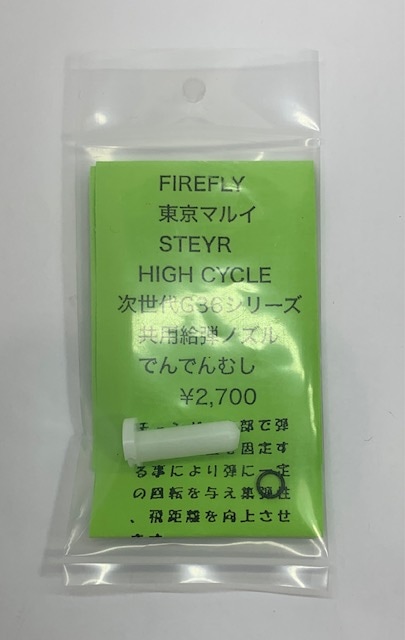 FIREFLY
東京マルイ
STEYR
HIGH CYCLE
次世代G36シリーズ
共用給弾ノズル
でんでんむし
¥2,700
部で弾
固定す
る事により弾に一定
の回転を与え集弾性
、飛距離を向上させ
ます